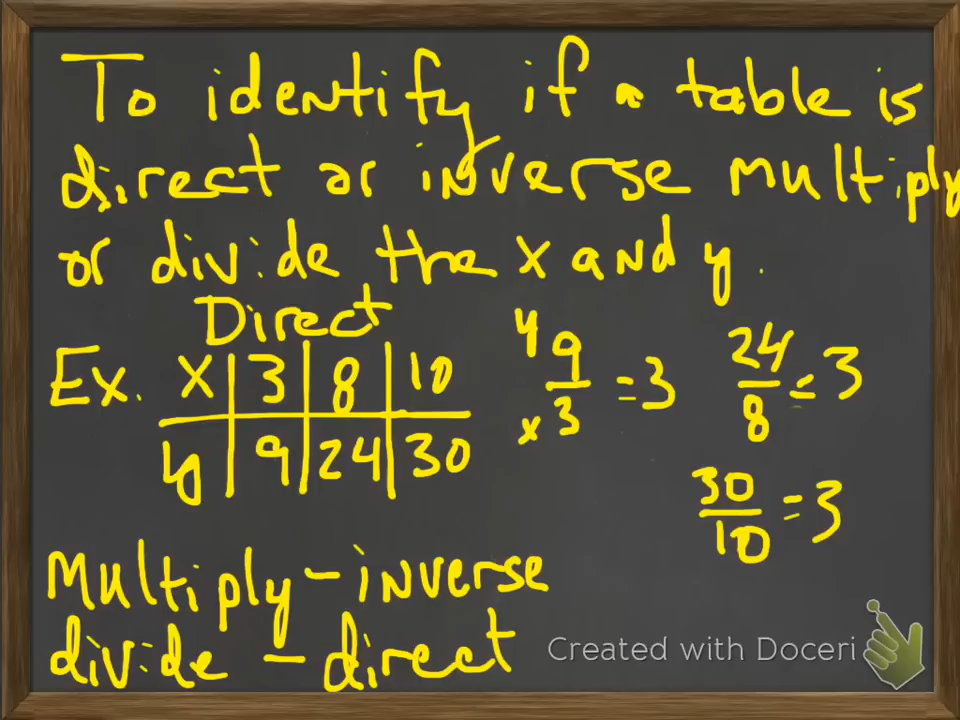 To identify if a table is
direct or inverse multiply
or divide the x and y.
Direct
Ex. x | 3 | 8 | 10
y | 9 | 24 | 30
y 9 / x 3 = 3
24 / 8 = 3
30 / 10 = 3
Multiply - inverse
divide - direct
Created with Doceri